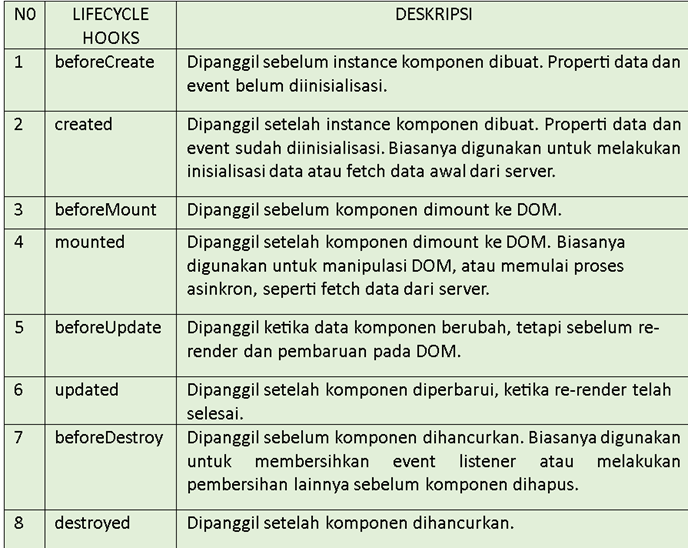 N0 LIFECYCLE HOOKS DESKRIPSI
1 beforeCreate Dipanggil sebelum instance komponen dibuat. Properti data dan
event belum diinisialisasi.
2 created Dipanggil setelah instance komponen dibuat. Properti data dan
event sudah diinisialisasi. Biasanya digunakan untuk melakukan
inisialisasi data atau fetch data awal dari server.
3 beforeMount Dipanggil sebelum komponen dimount ke DOM.
4 mounted Dipanggil setelah komponen dimount ke DOM. Biasanya
digunakan untuk manipulasi DOM, atau memulai proses
asinkron, seperti fetch data dari server.
5 beforeUpdate Dipanggil ketika data komponen berubah, tetapi sebelum re-
render dan pembaruan pada DOM.
6 updated Dipanggil setelah komponen diperbarui, ketika re-render telah
selesai.
7 beforeDestroy Dipanggil sebelum komponen dihancurkan. Biasanya digunakan
untuk membersihkan event listener atau melakukan
pembersihan lainnya sebelum komponen dihapus.
8 destroyed Dipanggil setelah komponen dihancurkan.